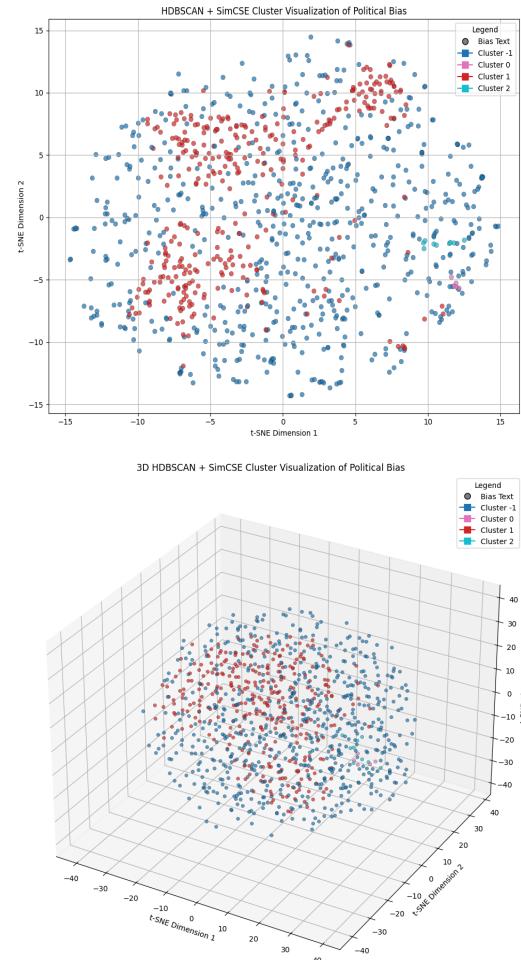 HDBSCAN + SimCSE Cluster Visualization of Political Bias
Legend
Bias Text
Cluster -1
Cluster 0
Cluster 1
Cluster 2
15
10
5
0
−5
−10
−15
t-SNE Dimension 2
−15 −10 −5 0 5 10 15
t-SNE Dimension 1
3D HDBSCAN + SimCSE Cluster Visualization of Political Bias
Legend
Bias Text
Cluster -1
Cluster 0
Cluster 1
Cluster 2
40
30
20
10
0
−10
−20
−30
−40
−40 −30 −20 −10 0 10 20 30 40
t-SNE Dimension 1
−40 −30 −20 −10 0 10 20 30 40
t-SNE Dimension 2